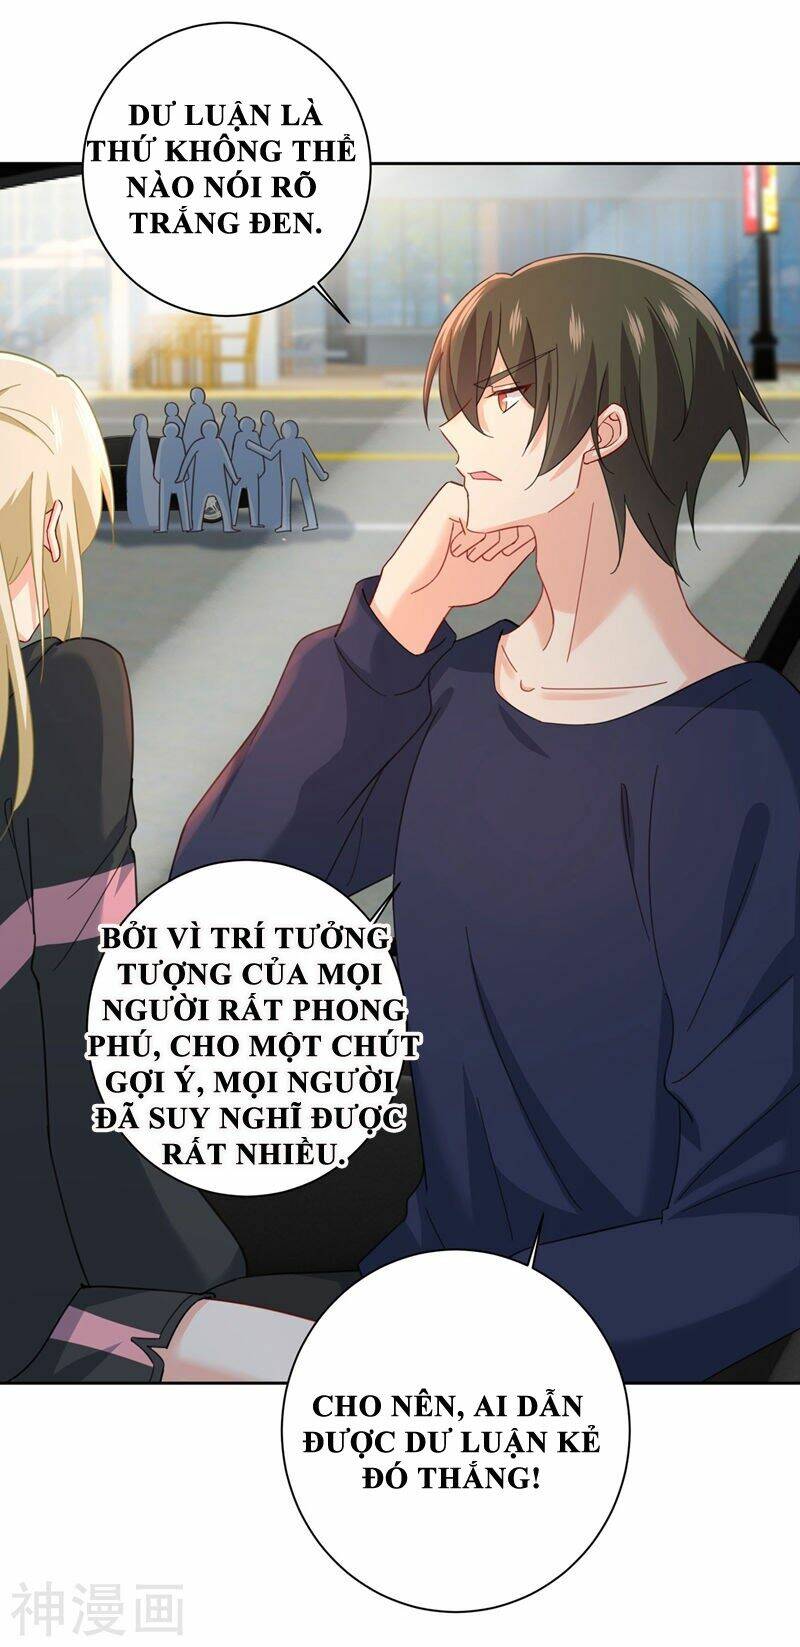 DƯ LUẬN LÀ
THỨ KHÔNG THỂ
NÀO NÓI RÕ
TRẮNG ĐEN.
BỞI VÌ TRÍ TƯỞNG
TƯỢNG CỦA MỌI
NGƯỜI RẤT PHONG
PHÚ, CHO MỘT CHÚT
GỢI Ý, MỌI NGƯỜI
ĐÃ SUY NGHĨ ĐƯỢC
RẤT NHIỀU.
CHO NÊN, AI DẪN
ĐƯỢC DƯ LUẬN KẺ
ĐÓ THẮNG!
神漫画